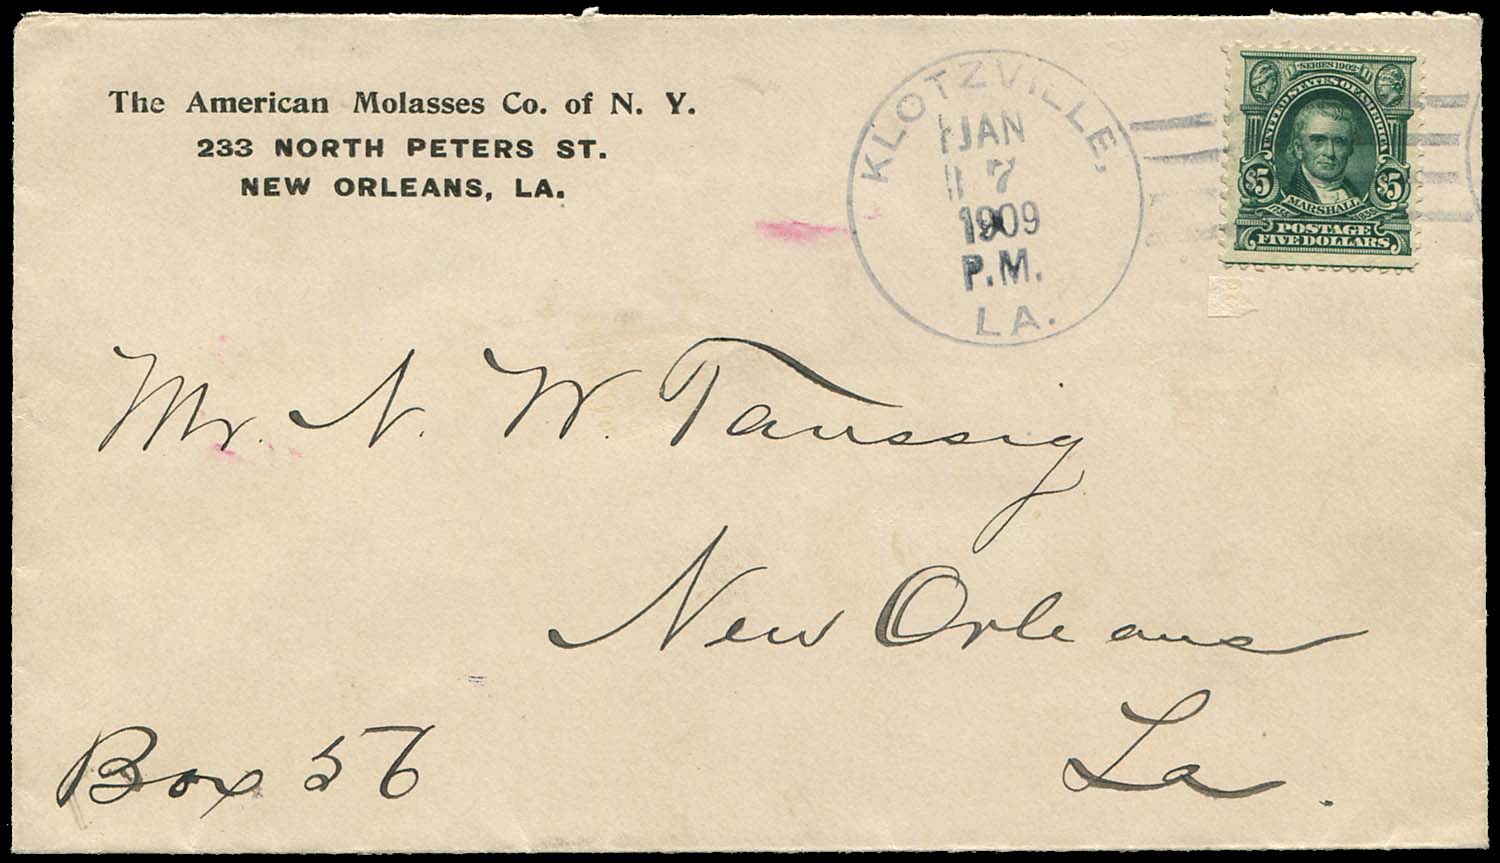 The American Molasses Co. of N. Y.
233 NORTH PETERS ST.
NEW ORLEANS, LA.
KLOTZVILLE,
JAN
7
1909
P.M.
LA.
SERIES 1902
UNITED STATES OF AMERICA
$5 $5
MARSHALL
POSTAGE
FIVE DOLLARS
Mr. N. W. Taussig
New Orleans
La.
Box 56